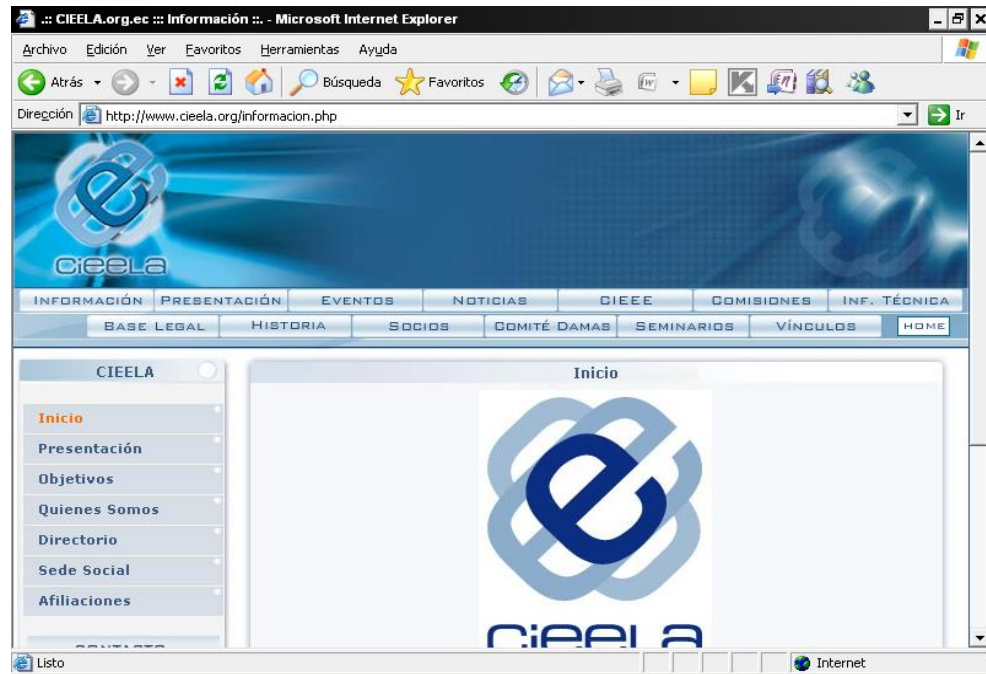 .:: CIEELA.org.ec ::: Información ::. - Microsoft Internet Explorer
Archivo Edición Ver Favoritos Herramientas Ayuda
Atrás Búsqueda Favoritos
Dirección http://www.cieela.org/informacion.php Ir
cieela
INFORMACIÓN PRESENTACIÓN EVENTOS NOTICIAS CIEEE COMISIONES INF. TÉCNICA
BASE LEGAL HISTORIA SOCIOS COMITÉ DAMAS SEMINARIOS VÍNCULOS HOME
CIEELA
Inicio
Inicio
Presentación
Objetivos
Quienes Somos
Directorio
Sede Social
Afiliaciones
CONTACTO
cieela
Listo Internet